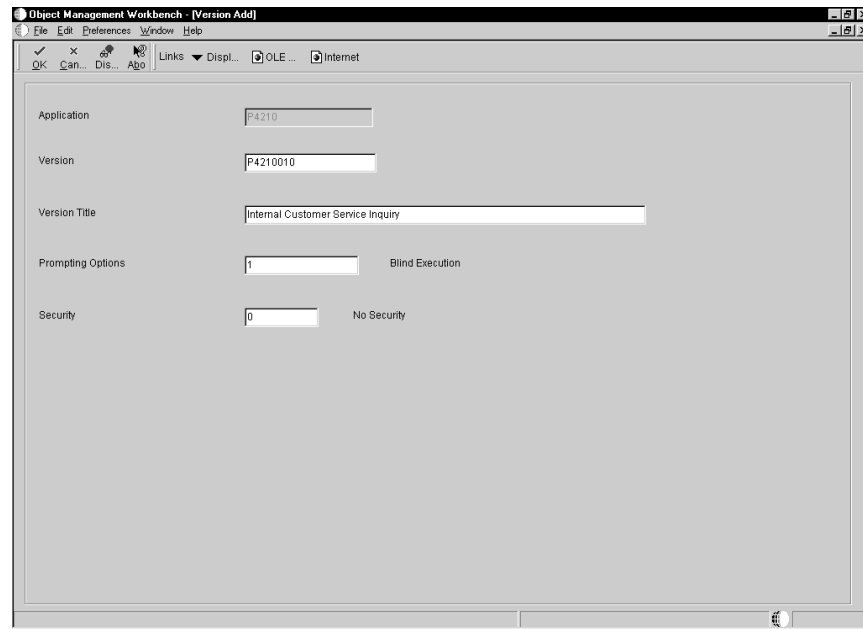 Object Management Workbench - [Version Add]
File Edit Preferences Window Help
OK Can... Dis... Abo Links Displ... OLE ... Internet
Application P4210
Version P4210010
Version Title Internal Customer Service Inquiry
Prompting Options 1 Blind Execution
Security 0 No Security